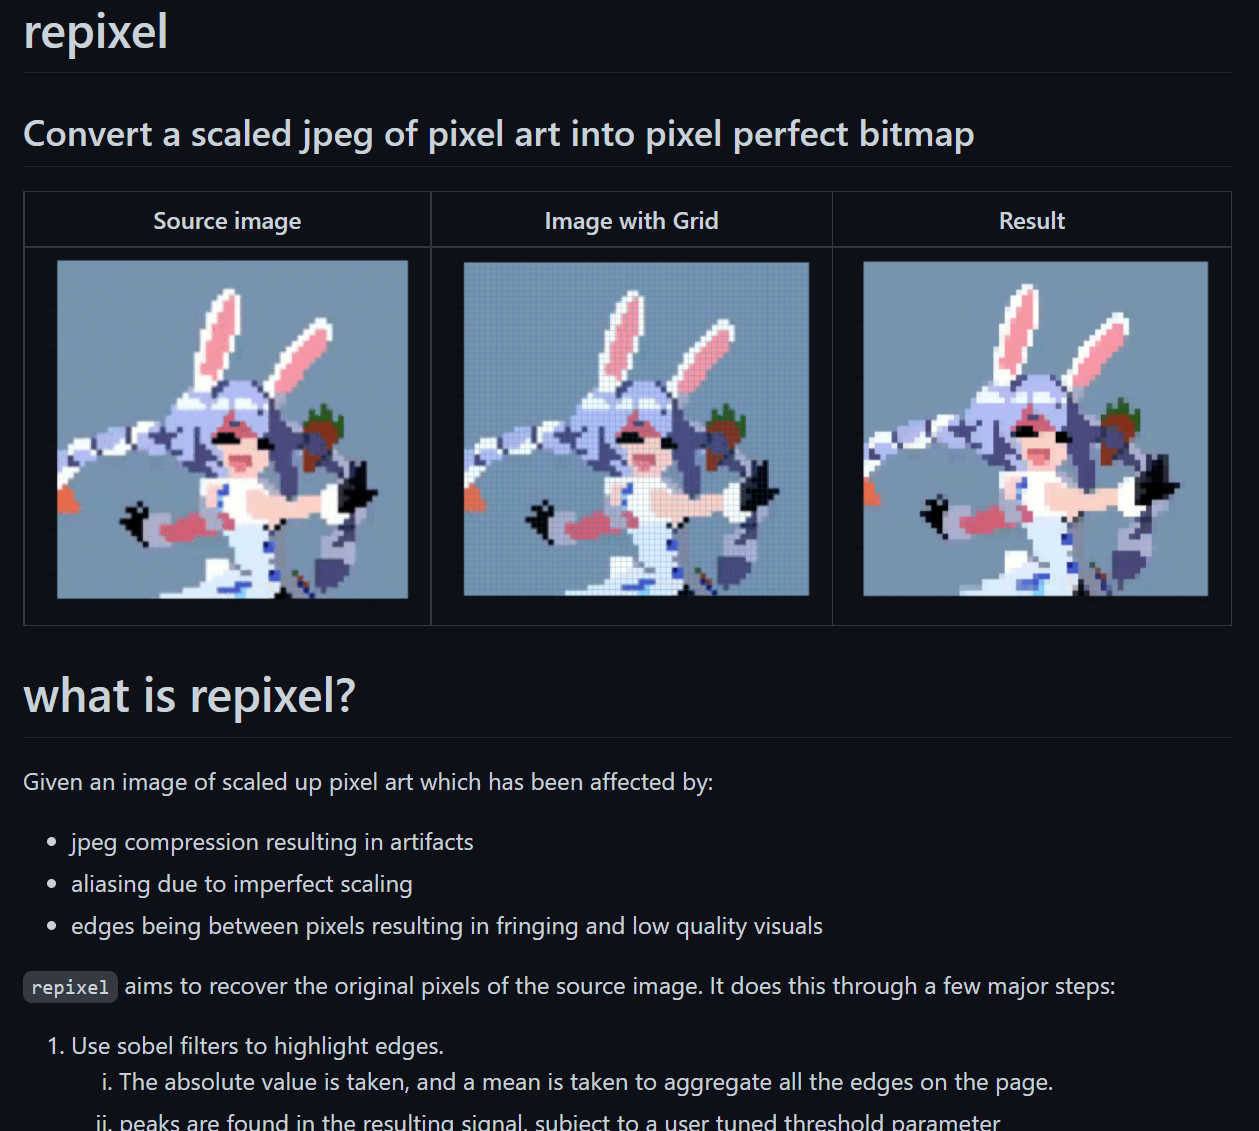 repixel
Convert a scaled jpeg of pixel art into pixel perfect bitmap
Source image
Image with Grid
Result
what is repixel?
Given an image of scaled up pixel art which has been affected by:
• jpeg compression resulting in artifacts
• aliasing due to imperfect scaling
• edges being between pixels resulting in fringing and low quality visuals
repixel aims to recover the original pixels of the source image. It does this through a few major steps:
1. Use sobel filters to highlight edges.
i. The absolute value is taken, and a mean is taken to aggregate all the edges on the page.
ii. peaks are found in the resulting signal, subject to a user tuned threshold parameter